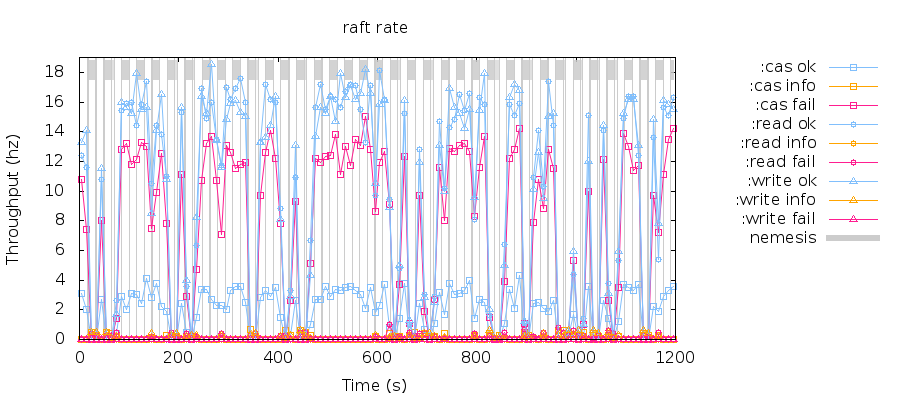 raft rate
Throughput (hz)
18
16
14
12
10
8
6
4
2
0
0 200 400 600 800 1000 1200
Time (s)
:cas ok
:cas info
:cas fail
:read ok
:read info
:read fail
:write ok
:write info
:write fail
nemesis